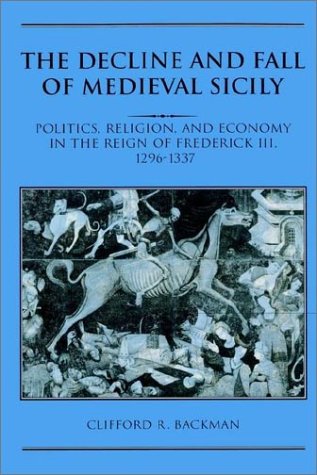 THE DECLINE AND FALL
OF MEDIEVAL SICILY
POLITICS, RELIGION, AND ECONOMY
IN THE REIGN OF FREDERICK III,
1296-1337
CLIFFORD R. BACKMAN